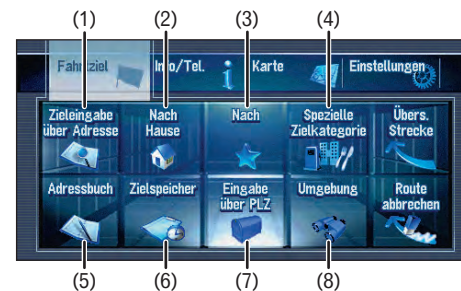 (1) (2) (3) (4)
Fahrtziel Info/Tel. Karte Einstellungen
Zieleingabe über Adresse
Nach Hause
Nach
Spezielle Zielkategorie
Übers. Strecke
Adressbuch
Zielspeicher
Eingabe über PLZ
Umgebung
Route abbrechen
(5) (6) (7) (8)